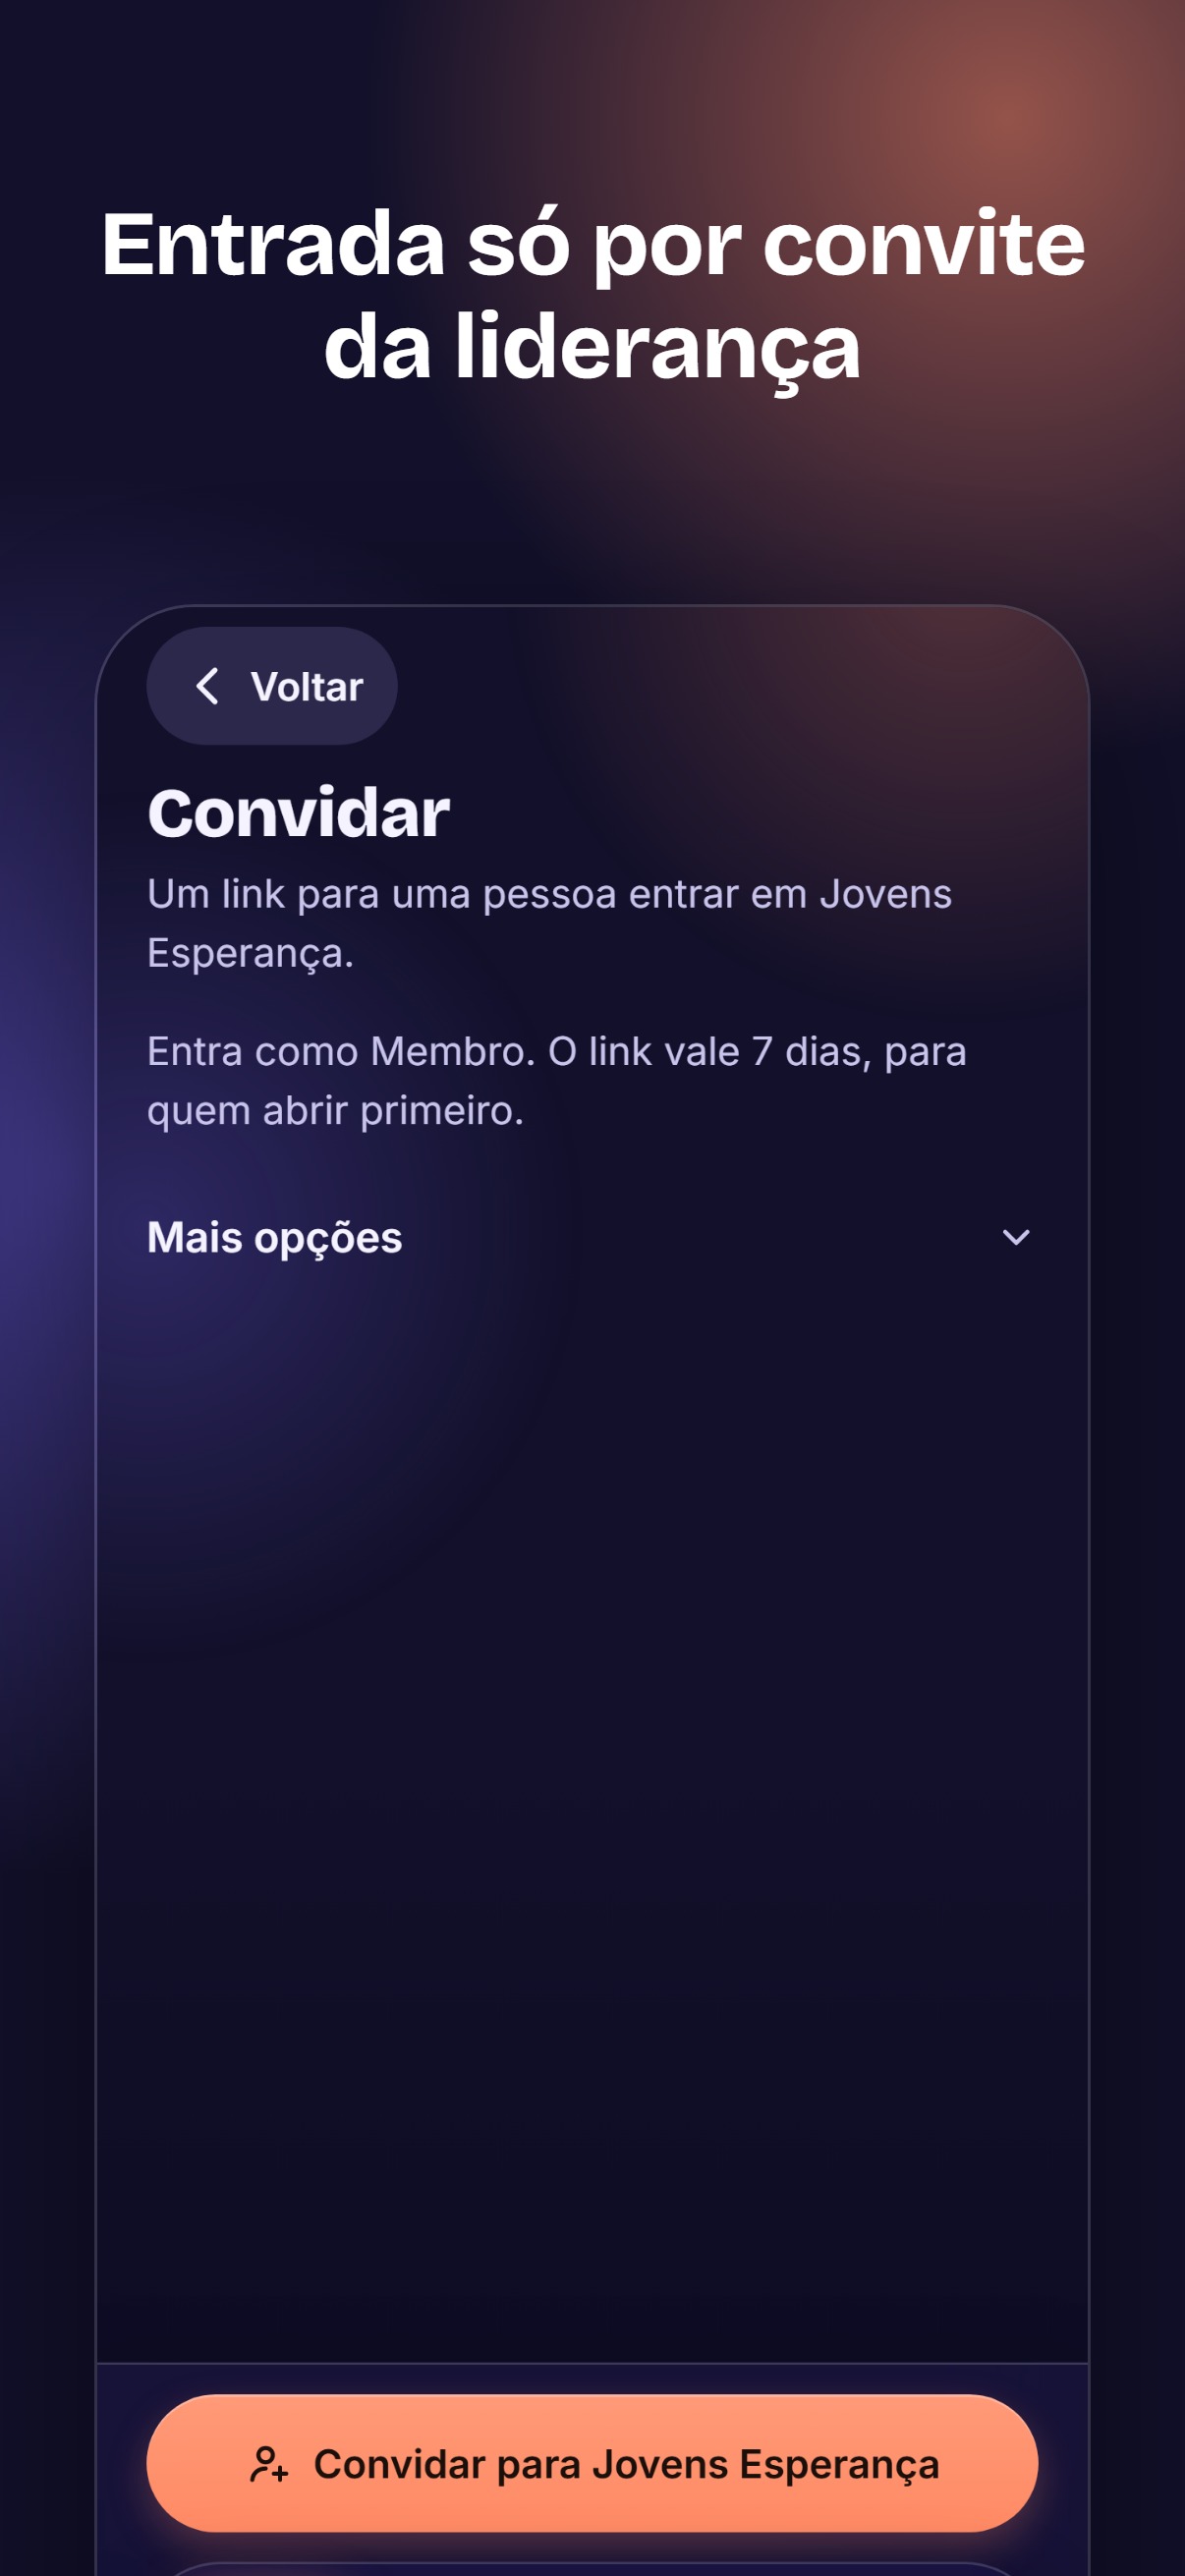 Entrada só por convite
da liderança
Voltar
Convidar
Um link para uma pessoa entrar em Jovens
Esperança.
Entra como Membro. O link vale 7 dias, para
quem abrir primeiro.
Mais opções
Convidar para Jovens Esperança